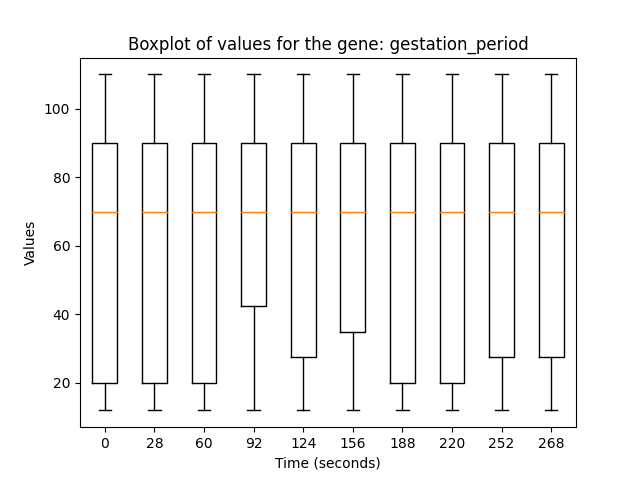 Boxplot of values for the gene: gestation_period
100
80
60
40
20
Values
0 28 60 92 124 156 188 220 252 268
Time (seconds)